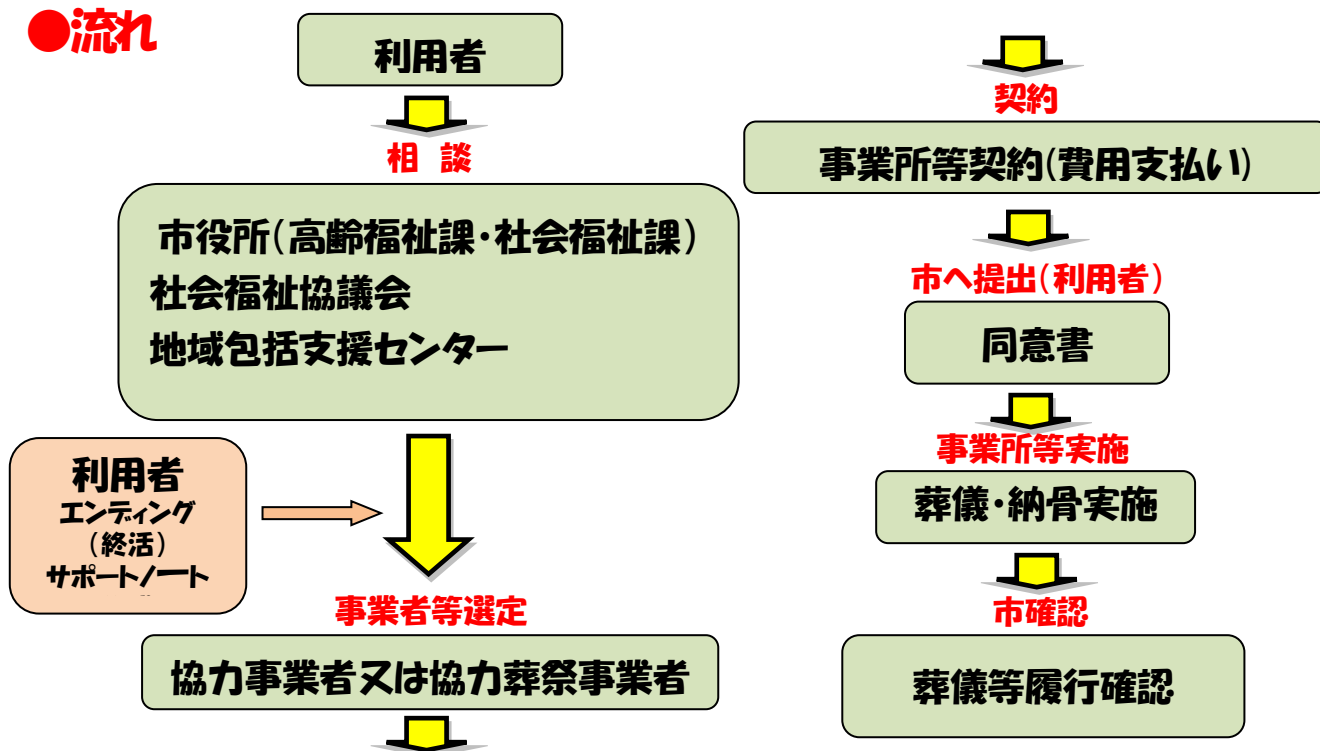 ●流れ
利用者
相 談
市役所(高齢福祉課・社会福祉課)
社会福祉協議会
地域包括支援センター
利用者
エンディング
(終活)
サポートノート
事業者等選定
協力事業者又は協力葬祭事業者
契約
事業所等契約(費用支払い)
市へ提出(利用者)
同意書
事業所等実施
葬儀・納骨実施
市確認
葬儀等履行確認